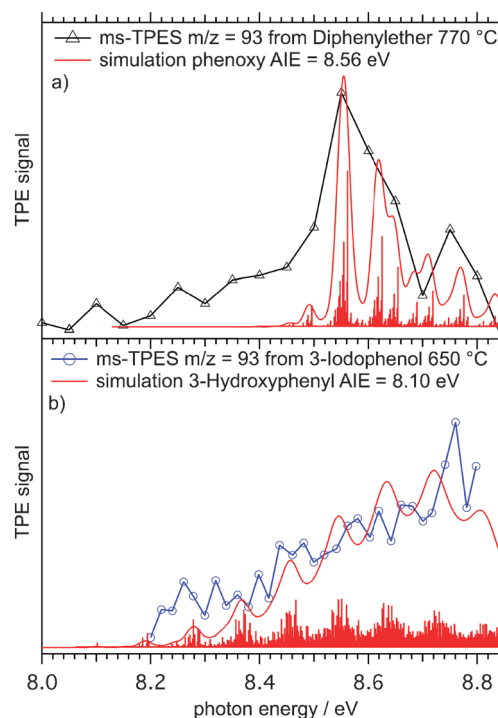 ms-TPES m/z = 93 from Diphenylether 770 °C
simulation phenoxy AIE = 8.56 eV
a)
TPE signal
ms-TPES m/z = 93 from 3-Iodophenol 650 °C
simulation 3-Hydroxyphenyl AIE = 8.10 eV
b)
TPE signal
8.0 8.2 8.4 8.6 8.8
photon energy / eV